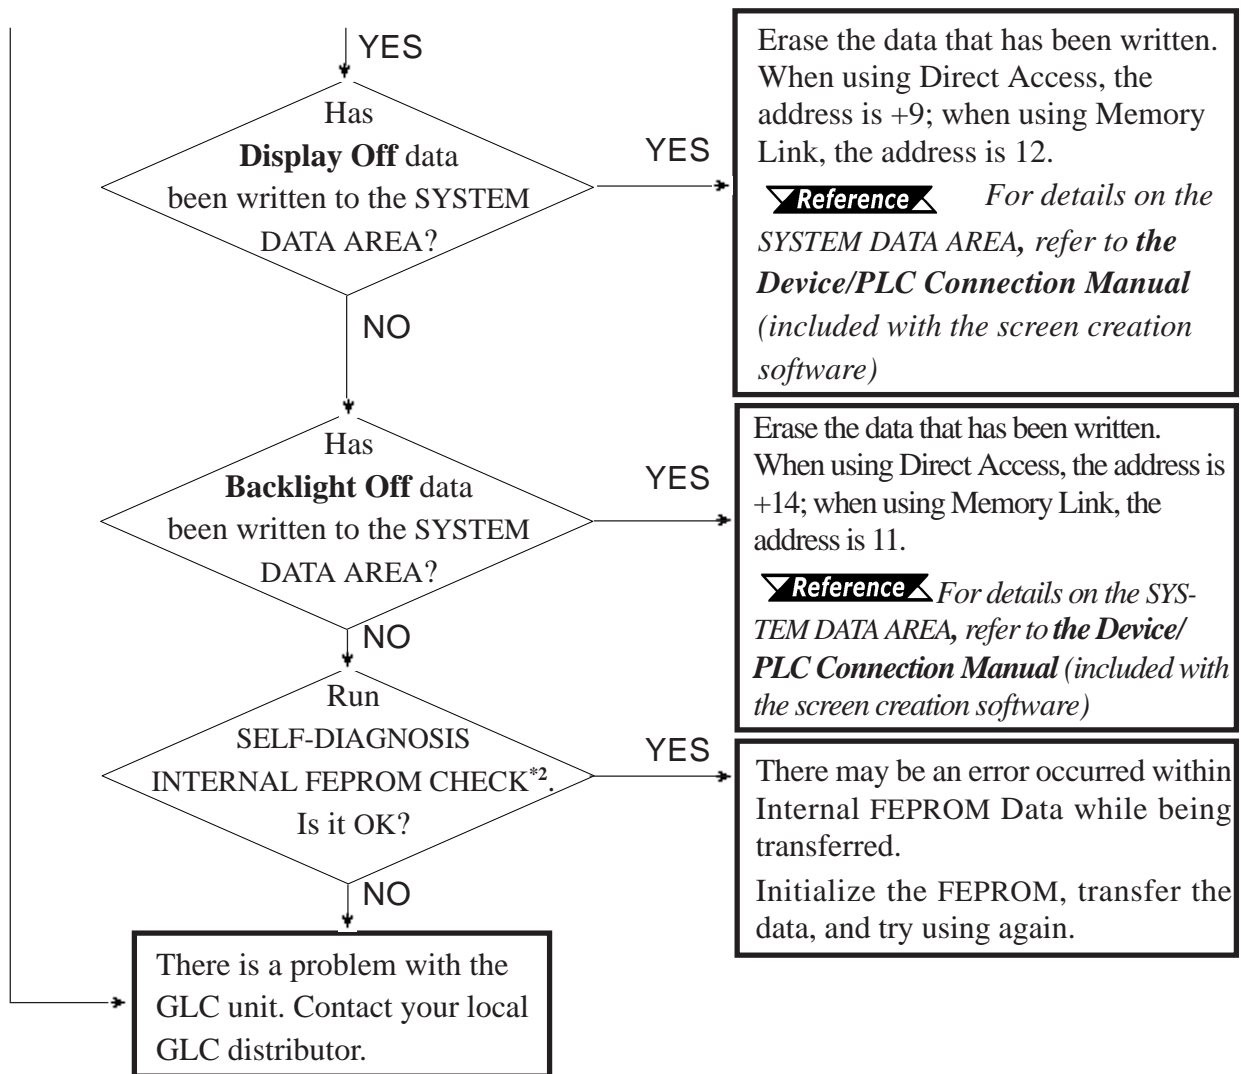 YES
Has
Display Off data
been written to the SYSTEM
DATA AREA?
YES
Erase the data that has been written.
When using Direct Access, the
address is +9; when using Memory
Link, the address is 12.
Reference For details on the
SYSTEM DATA AREA, refer to the
Device/PLC Connection Manual
(included with the screen creation
software)
NO
Has
Backlight Off data
been written to the SYSTEM
DATA AREA?
YES
Erase the data that has been written.
When using Direct Access, the address is
+14; when using Memory Link, the
address is 11.
Reference For details on the SYS-
TEM DATA AREA, refer to the Device/
PLC Connection Manual (included with
the screen creation software)
NO
Run
SELF-DIAGNOSIS
INTERNAL FEPROM CHECK*2.
Is it OK?
YES
There may be an error occurred within
Internal FEPROM Data while being
transferred.
Initialize the FEPROM, transfer the
data, and try using again.
NO
There is a problem with the
GLC unit. Contact your local
GLC distributor.